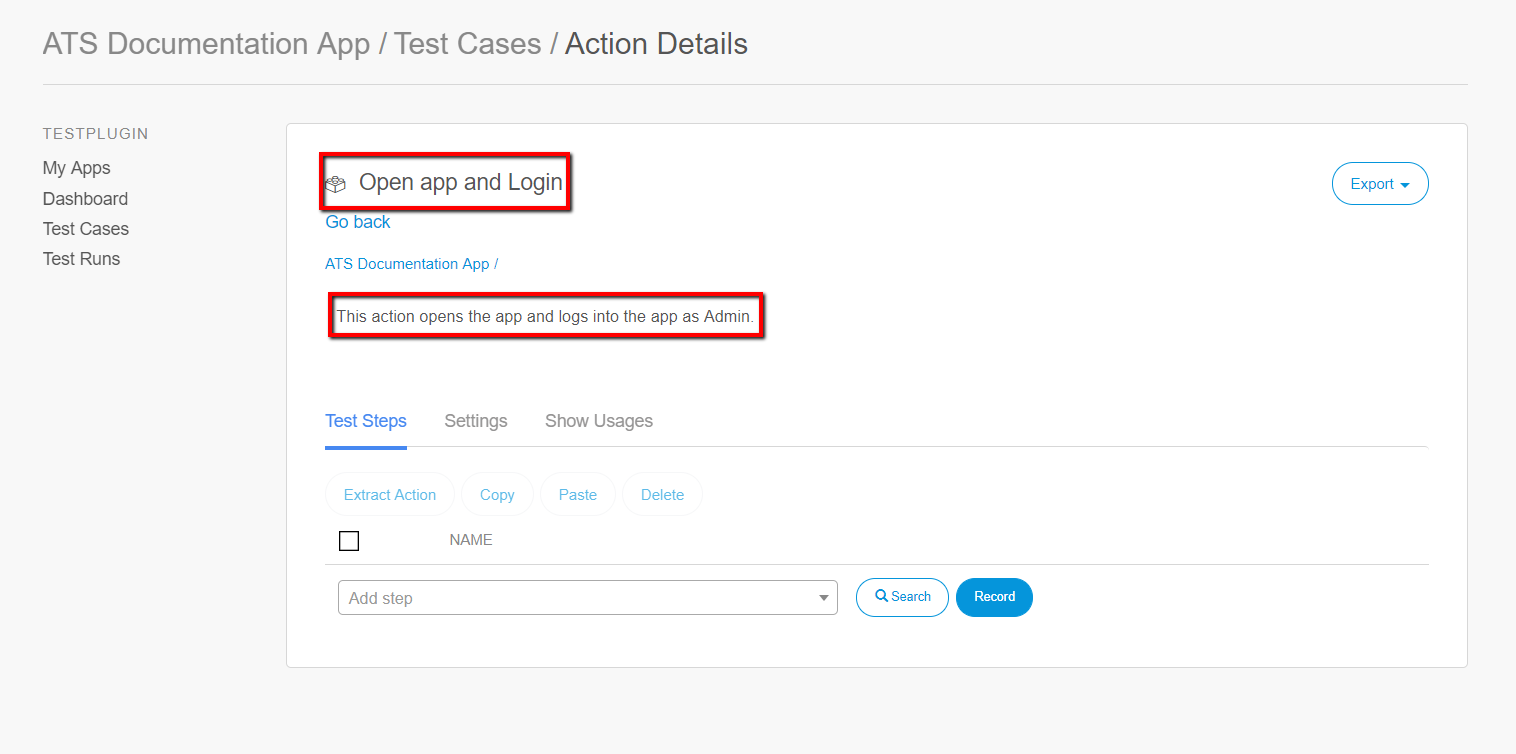 ATS Documentation App / Test Cases / Action Details
TESTPLUGIN
My Apps
Dashboard
Test Cases
Test Runs
Open app and Login
Export
Go back
ATS Documentation App /
This action opens the app and logs into the app as Admin.
Test Steps Settings Show Usages
Extract Action Copy Paste Delete
NAME
Add step Search Record